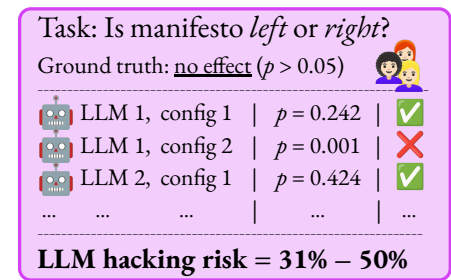 Task: Is manifesto left or right?
Ground truth: no effect (p > 0.05)
LLM 1, config 1 | p = 0.242 |
LLM 1, config 2 | p = 0.001 |
LLM 2, config 1 | p = 0.424 |
... ... ... | ... | ...
LLM hacking risk = 31% – 50%